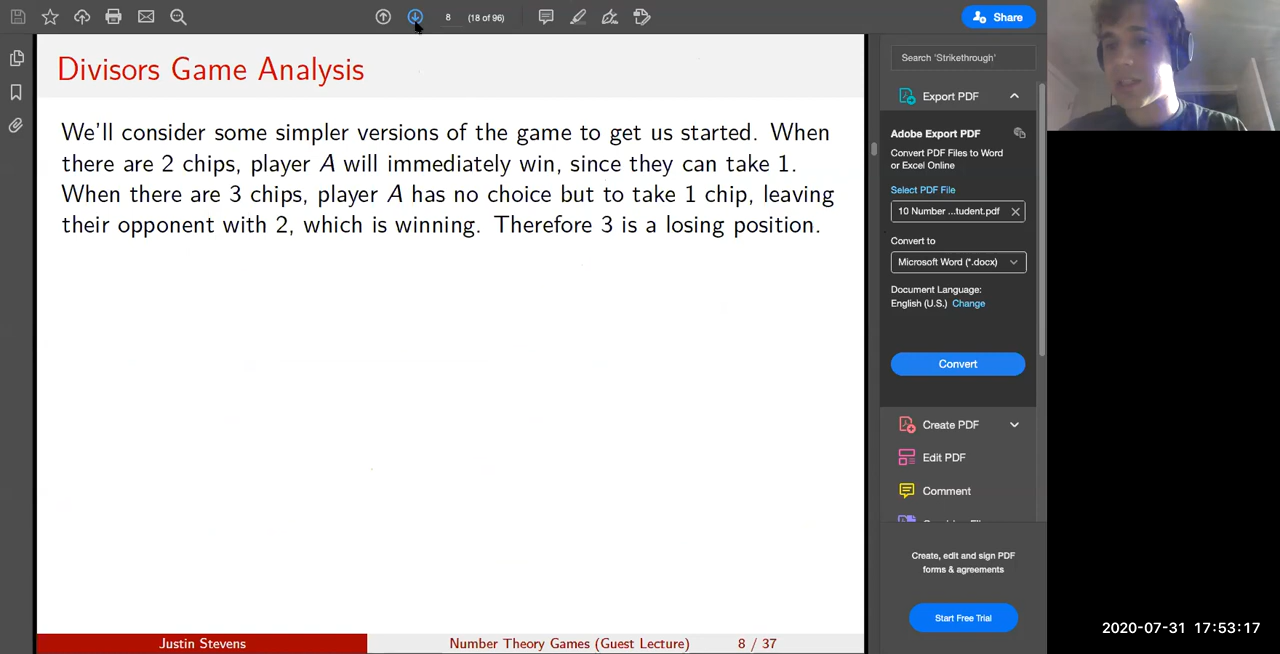 8
(18 of 96)
Share
Divisors Game Analysis
We'll consider some simpler versions of the game to get us started. When
there are 2 chips, player A will immediately win, since they can take 1.
When there are 3 chips, player A has no choice but to take 1 chip, leaving
their opponent with 2, which is winning. Therefore 3 is a losing position.
Justin Stevens
Number Theory Games (Guest Lecture)
8 / 37
Search 'Strikethrough'
Export PDF
Adobe Export PDF
Convert PDF Files to Word
or Excel Online
Select PDF File
10 Number ...tudent.pdf
Convert to
Microsoft Word (*.docx)
Document Language:
English (U.S.) Change
Convert
Create PDF
Edit PDF
Comment
Create, edit and sign PDF
forms & agreements
Start Free Trial
2020-07-31 17:53:17